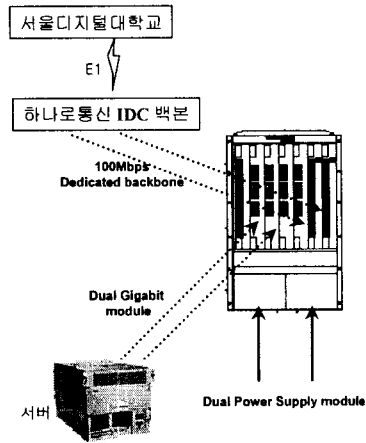 서울디지털대학교
E1
하나로통신 IDC 백본
100Mbps
Dedicated backbone
Dual Gigabit
module
서버
Dual Power Supply module